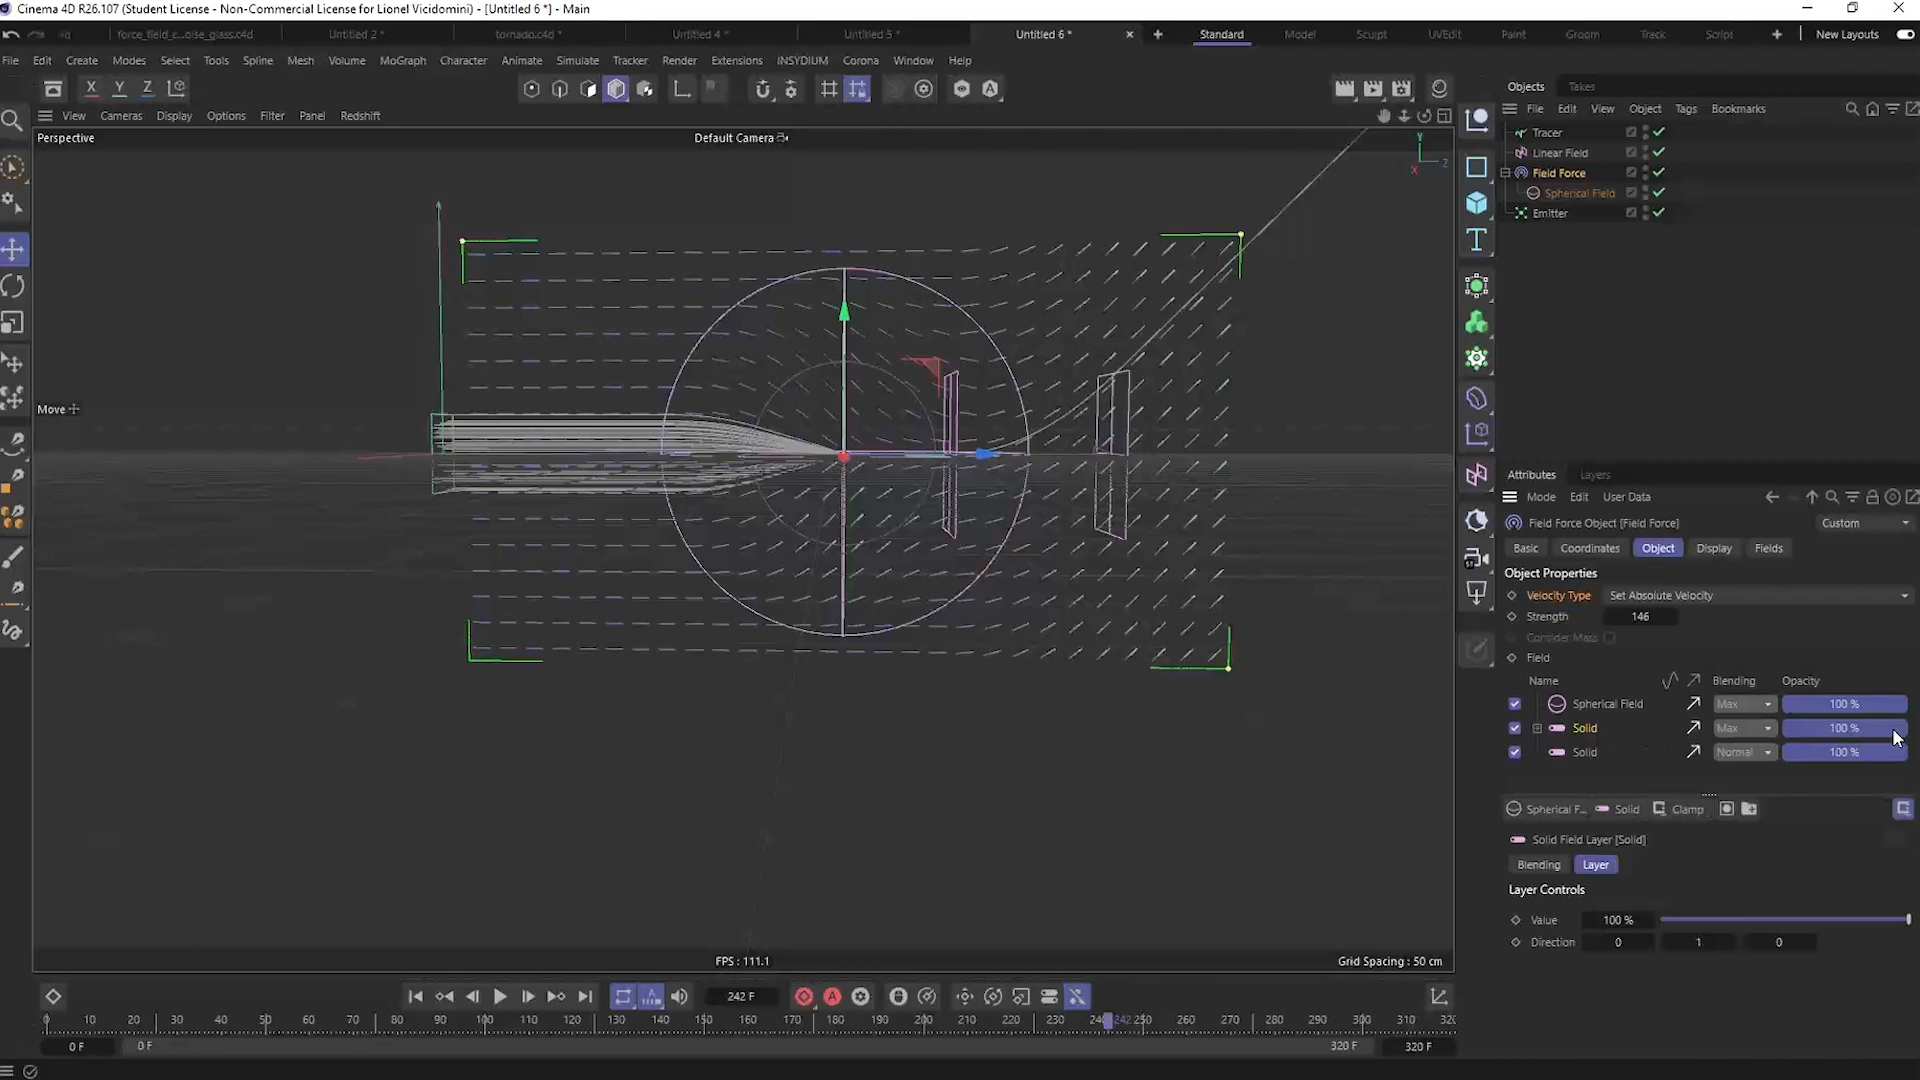 Cinema 4D R26.107 (Student License - Non-Commercial License for Lionel Vicidomini) - [Untitled 6 *] - Main
force_field_c...oise_glass.c4d Untitled 2 * tornado.c4d * Untitled 4 * Untitled 5 * Untitled 6 * Standard Model Sculpt UVEdit Paint Groom Track Script New Layouts
File Edit Create Modes Select Tools Spline Mesh Volume MoGraph Character Animate Simulate Tracker Render Extensions INSYDIUM Corona Window Help
X Y Z
Objects Takes
View Cameras Display Options Filter Panel Redshift
File Edit View Object Tags Bookmarks
Perspective Default Camera
Y
Z
X
Tracer
Linear Field
Field Force
Spherical Field
Emitter
Move
Attributes Layers
Mode Edit User Data
Field Force Object [Field Force] Custom
Basic Coordinates Object Display Fields
Object Properties
Velocity Type Set Absolute Velocity
Strength 146
Consider Mass
Field
Name Blending Opacity
Spherical Field Max 100 %
Solid Max 100 %
Solid Normal 100 %
Spherical F... Solid Clamp
Solid Field Layer [Solid]
Blending Layer
Layer Controls
Value 100 %
Direction 0 1 0
FPS : 111.1 Grid Spacing : 50 cm
242 F
0 10 20 30 40 50 60 70 80 90 100 110 120 130 140 150 160 170 180 190 200 210 220 230 240 242 250 260 270 280 290 300 310 320
0 F 0 F 320 F 320 F